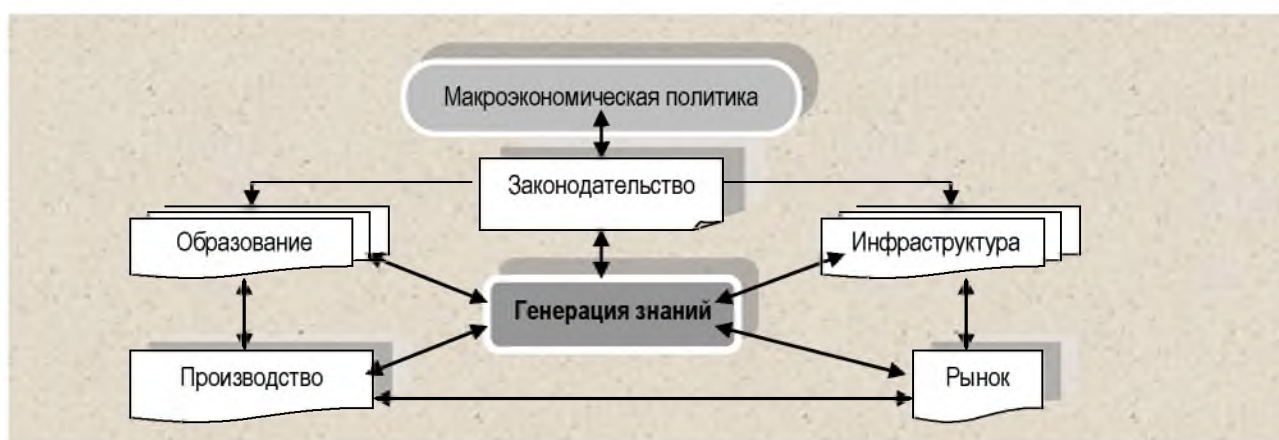 Макроэкономическая политика
Законодательство
Образование
Инфраструктура
Генерация знаний
Производство
Рынок